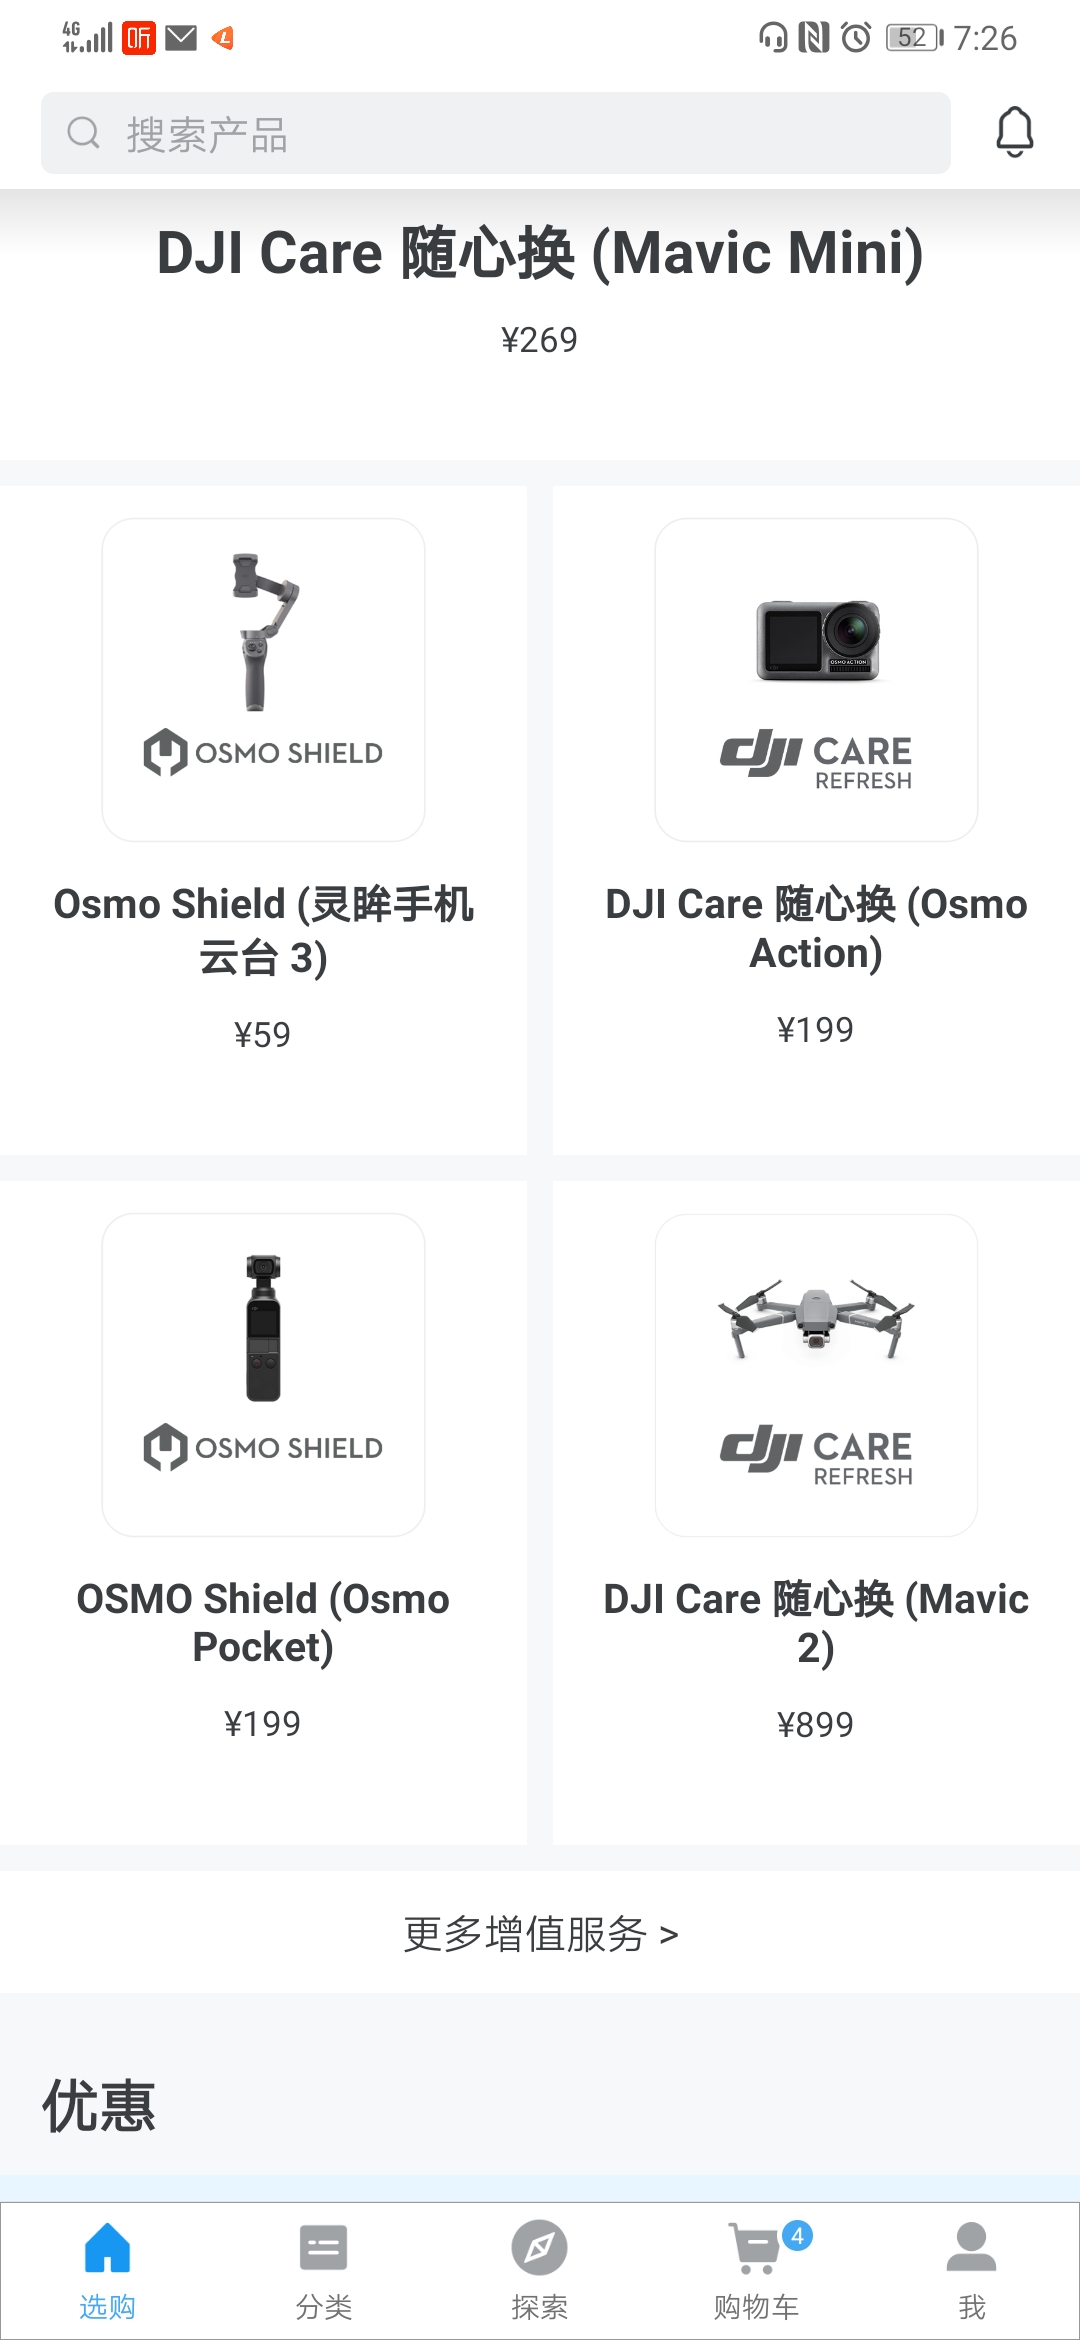 4G
听
52
7:26
搜索产品
DJI Care 随心换 (Mavic Mini)
¥269
OSMO SHIELD
Osmo Shield (灵眸手机
云台 3)
¥59
OSMO ACTION
dji CARE
REFRESH
DJI Care 随心换 (Osmo
Action)
¥199
OSMO SHIELD
OSMO Shield (Osmo
Pocket)
¥199
dji CARE
REFRESH
DJI Care 随心换 (Mavic
2)
¥899
更多增值服务 >
优惠
选购
分类
探索
4
购物车
我